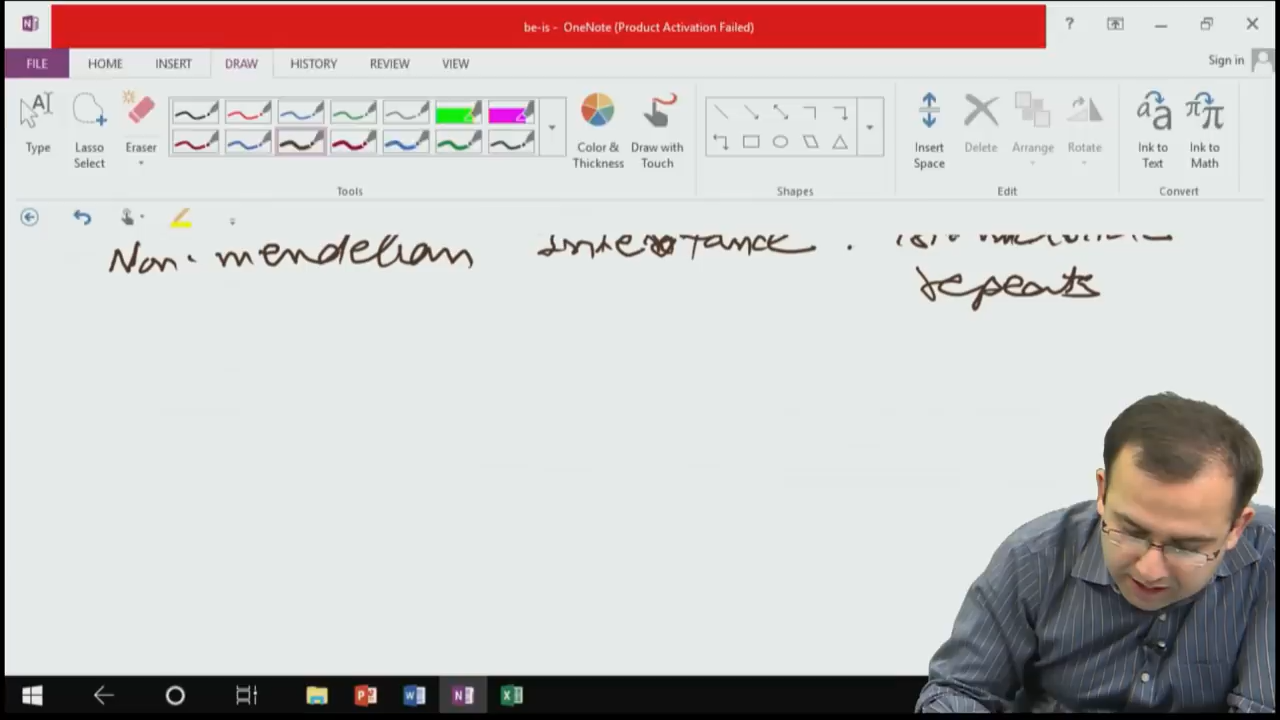 be-is - OneNote (Product Activation Failed)
?
FILE HOME INSERT DRAW HISTORY REVIEW VIEW
Sign in
Type
Lasso Select
Eraser
Color & Thickness
Draw with Touch
Insert Space
Delete
Arrange
Rotate
Ink to Text
Ink to Math
Tools
Shapes
Edit
Convert
Non-mendelian
repeats